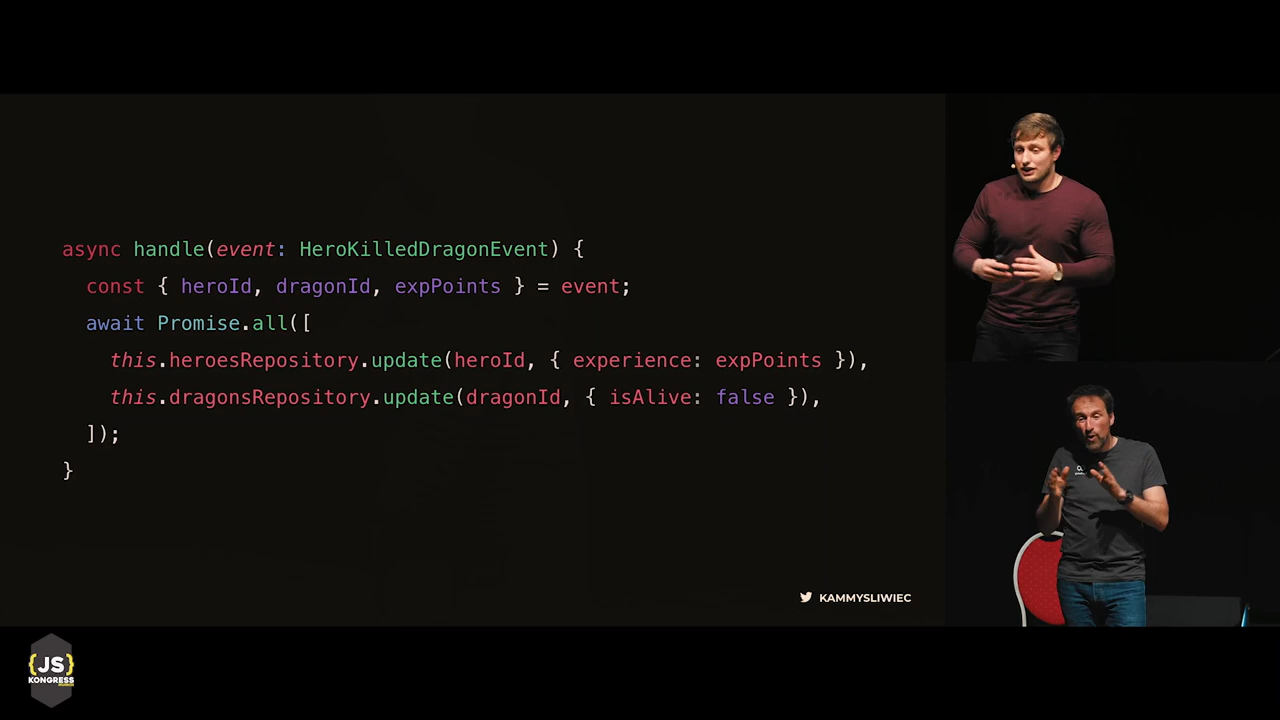 async handle(event: HeroKilledDragonEvent) {
const { heroId, dragonId, expPoints } = event;
await Promise.all([
this.heroesRepository.update(heroId, { experience: expPoints }),
this.dragonsRepository.update(dragonId, { isAlive: false }),
]);
}
KAMMYSLIWIEC
{JS}
KONGRESS